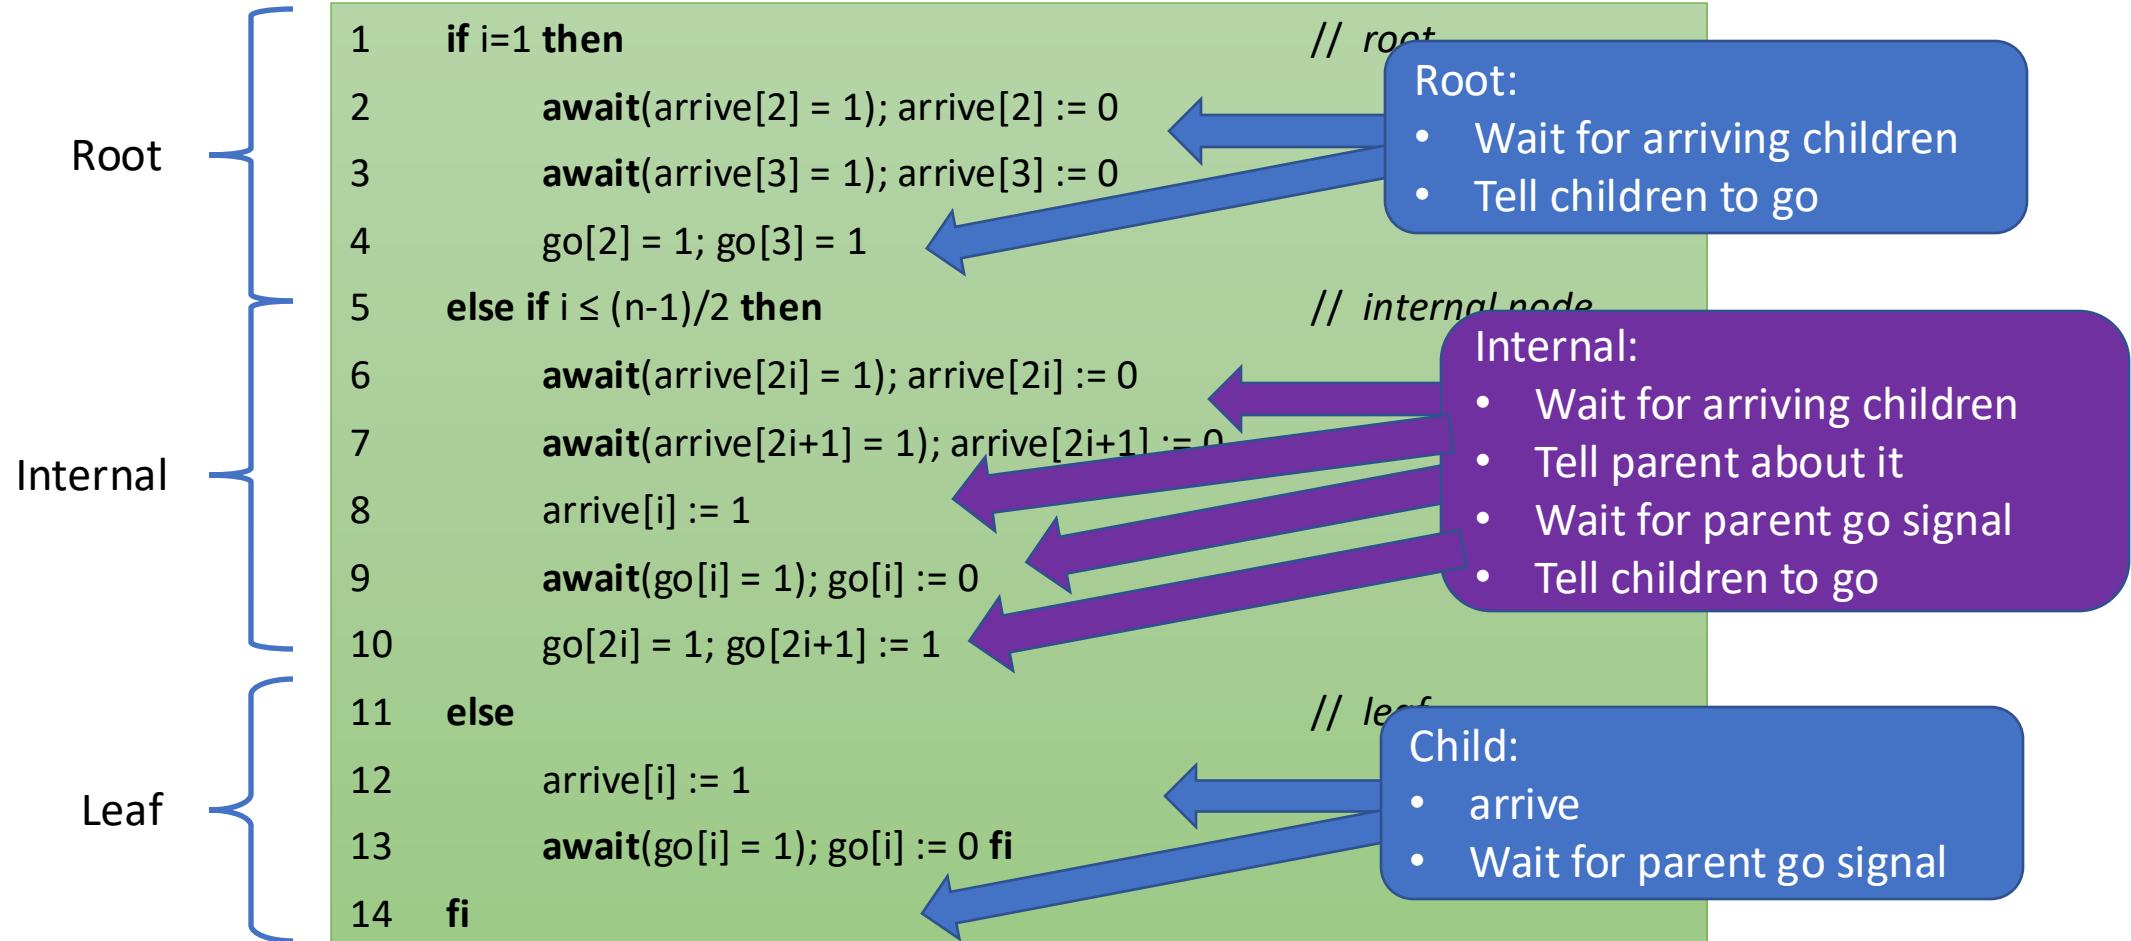 Root
Internal
Leaf
1 if i=1 then // root
2 await(arrive[2] = 1); arrive[2] := 0
3 await(arrive[3] = 1); arrive[3] := 0
4 go[2] = 1; go[3] = 1
5 else if i ≤ (n-1)/2 then // internal node
6 await(arrive[2i] = 1); arrive[2i] := 0
7 await(arrive[2i+1] = 1); arrive[2i+1] := 0
8 arrive[i] := 1
9 await(go[i] = 1); go[i] := 0
10 go[2i] = 1; go[2i+1] := 1
11 else // leaf
12 arrive[i] := 1
13 await(go[i] = 1); go[i] := 0 fi
14 fi
Root:
• Wait for arriving children
• Tell children to go
Internal:
• Wait for arriving children
• Tell parent about it
• Wait for parent go signal
• Tell children to go
Child:
• arrive
• Wait for parent go signal